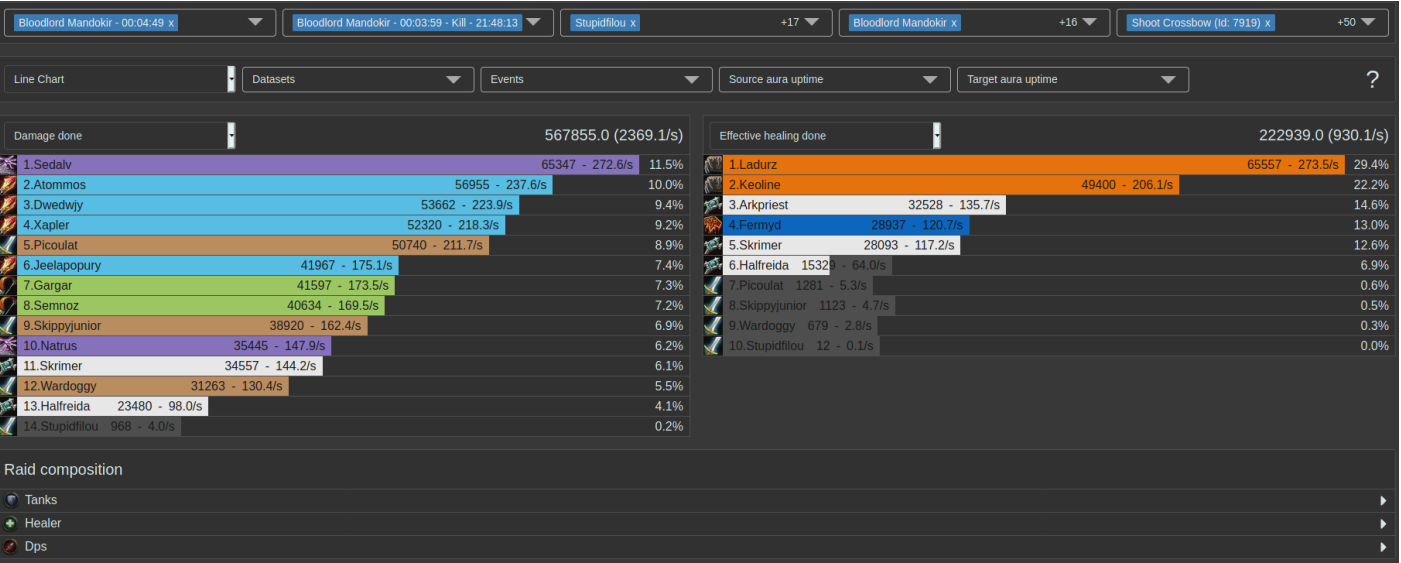 Bloodlord Mandokir - 00:04:49 x
Bloodlord Mandokir - 00:03:59 - Kill - 21:48:13 x
Stupidfilou x +17
Bloodlord Mandokir x +16
Shoot Crossbow (Id: 7919) x +50
Line Chart
Datasets
Events
Source aura uptime
Target aura uptime
?
Damage done 567855.0 (2369.1/s)
1.Sedalv 65347 - 272.6/s 11.5%
2.Atommos 56955 - 237.6/s 10.0%
3.Dwedwjy 53662 - 223.9/s 9.4%
4.Xapler 52320 - 218.3/s 9.2%
5.Picoulat 50740 - 211.7/s 8.9%
6.Jeelapopury 41967 - 175.1/s 7.4%
7.Gargar 41597 - 173.5/s 7.3%
8.Semnoz 40634 - 169.5/s 7.2%
9.Skippyjunior 38920 - 162.4/s 6.9%
10.Natrus 35445 - 147.9/s 6.2%
11.Skrimer 34557 - 144.2/s 6.1%
12.Wardoggy 31263 - 130.4/s 5.5%
13.Halfreida 23480 - 98.0/s 4.1%
14.Stupidfilou 968 - 4.0/s 0.2%
Effective healing done 222939.0 (930.1/s)
1.Ladurz 65557 - 273.5/s 29.4%
2.Keoline 49400 - 206.1/s 22.2%
3.Arkpriest 32528 - 135.7/s 14.6%
4.Fermyd 28937 - 120.7/s 13.0%
5.Skrimer 28093 - 117.2/s 12.6%
6.Halfreida 15329 - 64.0/s 6.9%
7.Picoulat 1281 - 5.3/s 0.6%
8.Skippyjunior 1123 - 4.7/s 0.5%
9.Wardoggy 679 - 2.8/s 0.3%
10.Stupidfilou 12 - 0.1/s 0.0%
Raid composition
Tanks
Healer
Dps